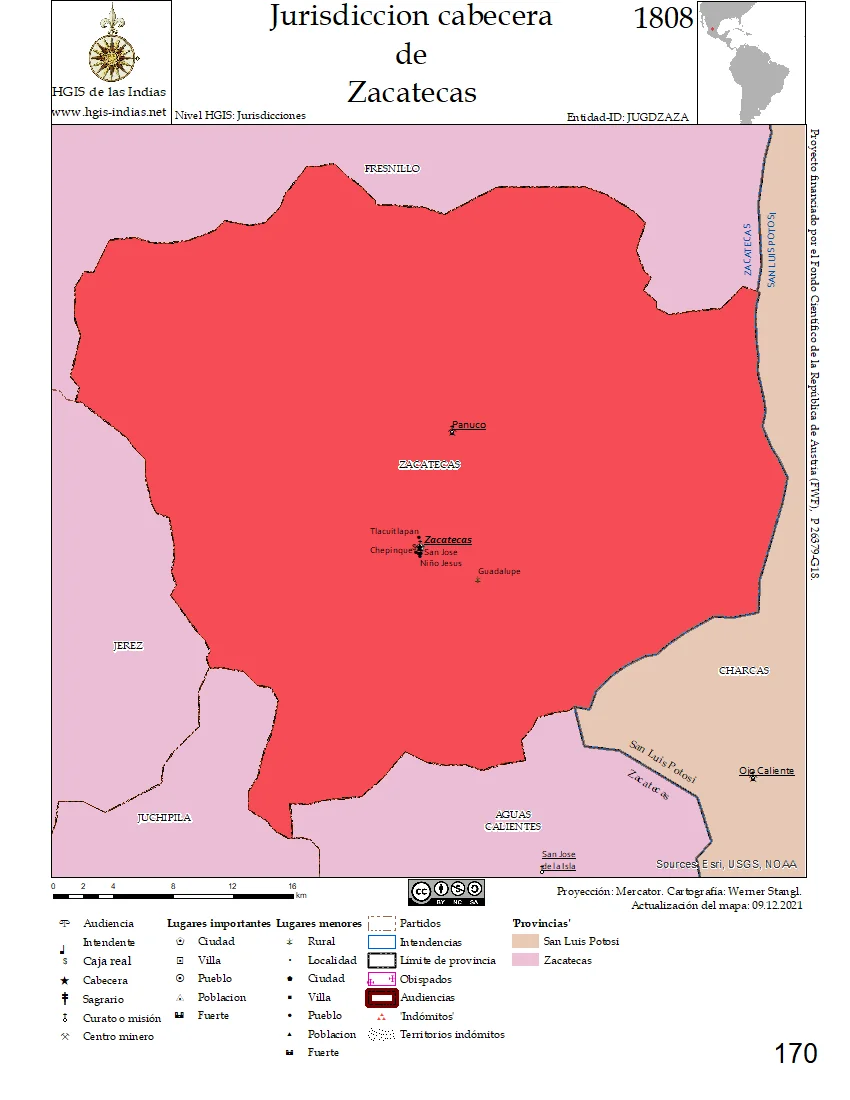 Jurisdiccion cabecera
de
Zacatecas
1808
HGIS de las Indias
www.hgis-indias.net
Nivel HGIS: Jurisdicciones
Entidad-ID: JUGDZAZA
FRESNILLO
ZACATECAS
SAN LUIS POTOSI
Proyecto financiado por el Fondo Científico de la República de Austria (FWF), P 26379-G18.
Panuco
ZACATECAS
Tlacuitlapan
Zacatecas
Chepinque
San Jose
Niño Jesus
Guadalupe
JEREZ
CHARCAS
San Luis Potosí
Zacatecas
Ojo Caliente
JUCHIPILA
AGUAS
CALIENTES
San Jose
de la Isla
Sources: Esri, USGS, NOAA
0 2 4 8 12 16
km
CC BY NC SA
Proyección: Mercator. Cartografía: Werner Stangl.
Actualización del mapa: 09.12.2021
Audiencia
Intendente
Caja real
Cabecera
Sagrario
Curato o misión
Centro minero
Lugares importantes
Ciudad
Villa
Pueblo
Poblacion
Fuerte
Lugares menores
Rural
Localidad
Ciudad
Villa
Pueblo
Poblacion
Fuerte
Partidos
Intendencias
Límite de provincia
Obispados
Audiencias
'Indómitos'
Territorios indómitos
'Provincias'
San Luis Potosi
Zacatecas
170